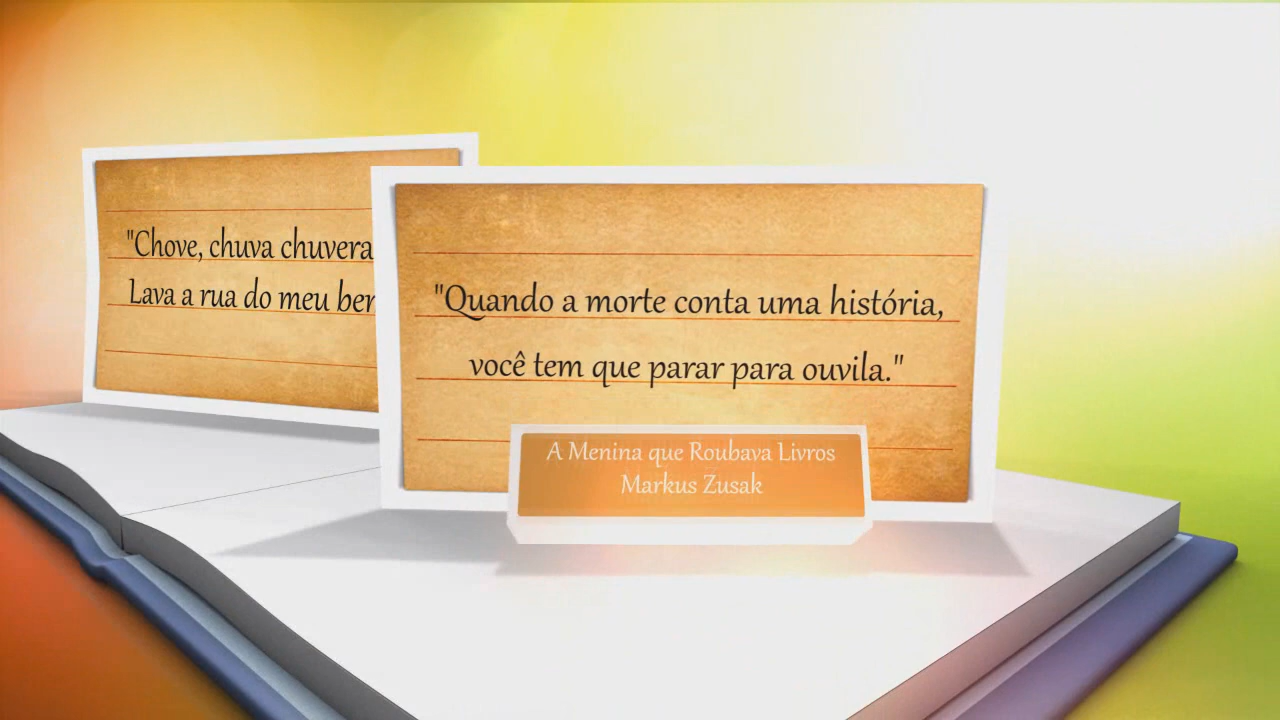 "Chove, chuva chuvera
Lava a rua do meu
"Quando a morte conta uma história,
você tem que parar para ouvila."
A Menina que Roubava Livros
Markus Zusak